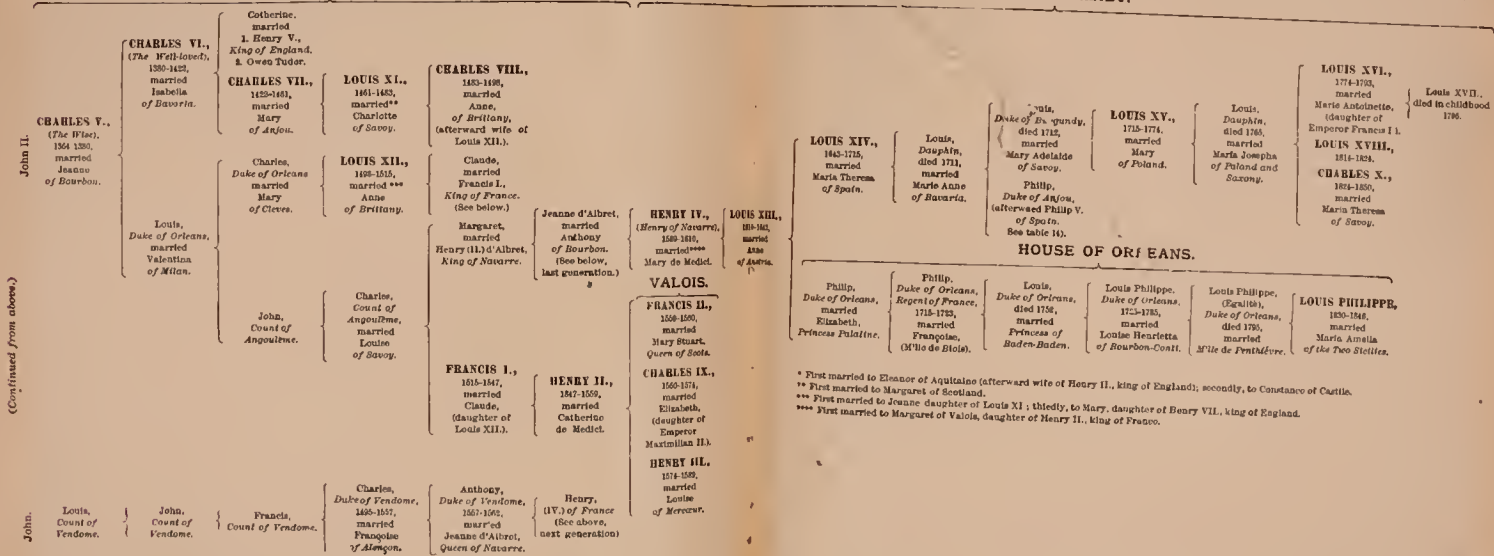 (Continued from above.)
John II.
CHARLES V.,
(The Wise),
1364 1380,
married
Jeanne
of Bourbon.
CHARLES VI.,
(The Well-loved),
1380-1422,
married
Isabella
of Bavaria.
Louis,
Duke of Orleans,
married
Valentina
of Milan.
Catherine,
married
1. Henry V.,
King of England.
2. Owen Tudor.
CHARLES VII.,
1422-1461,
married
Mary
of Anjou.
Charles,
Duke of Orleans
married
Mary
of Cleves.
John,
Count of
Angoulême.
LOUIS XI.,
1461-1483,
married**
Charlotte
of Savoy.
LOUIS XII.,
1498-1515,
married ***
Anne
of Brittany.
Charles,
Count of
Angoulême,
married
Louise
of Savoy.
CHARLES VIII.,
1483-1498,
married
Anne,
of Brittany,
(afterward wife of
Louis XII.).
Claude,
married
Francis I.,
King of France.
(See below.)
Margaret,
married
Henry (II.) d'Albret,
King of Navarre.
FRANCIS I.,
1515-1547,
married
Claude,
(daughter of
Louis XII.).
Jeanne d'Albret,
married
Anthony
of Bourbon.
(See below,
last generation.)
HENRY II.,
1547-1559,
married
Catherine
de Medici.
HENRY IV.,
(Henry of Navarre),
1589-1610,
married****
Mary de Medici.
VALOIS.
FRANCIS II.,
1559-1560,
married
Mary Stuart,
Queen of Scots.
CHARLES IX.,
1560-1574,
married
Elizabeth,
(daughter of
Emperor
Maximilian II.).
HENRY III.
1574-1589,
married
Louise
of Mercœur.
LOUIS XIII.,
1610-1643,
married
Anne
of Austria.
LOUIS XIV.,
1643-1715,
married
Maria Theresa
of Spain.
Louis,
Dauphin,
died 1711,
married
Marie Anne
of Bavaria.
Duke of
died 1712,
married
Mary Adelaide
of Savoy.
Philip,
Duke of Anjou,
(afterward Philip V.
of Spain.
See table 14).
LOUIS XV.,
1715-1774,
married
Mary
of Poland.
Louis,
Dauphin,
died 1765,
married
Maria Josepha
of Poland and
Saxony.
LOUIS XVI.,
1774-1793,
married
Marie Antoinette,
(daughter of
Emperor Francis I ).
LOUIS XVIII.,
1814-1824.
CHARLES X.,
1824-1830,
married
Maria Theresa
of Savoy.
Louis XVII.,
died in childhood
1795.
HOUSE OF ORLEANS.
Philip,
Duke of Orleans,
married
Elizabeth,
Princess Palatine.
Philip,
Duke of Orleans,
Regent of France,
1715-1723,
married
Françoise,
(M'lle de Blois).
Louis,
Duke of Orleans,
died 1752,
married
Princess of
Baden-Baden.
Louis Philippe,
Duke of Orleans,
1725-1785,
married
Louise Henrietta
of Bourbon-Conti.
Louis Philippe,
(Egalité),
Duke of Orleans,
died 1793,
married
M'lle de Penthièvre.
LOUIS PHILIPPE,
1830-1848,
married
Maria Amelia
of the Two Sicilies.
* First married to Eleanor of Aquitaine (afterward wife of Henry II., king of England); secondly, to Constance of Castile.
** First married to Margaret of Scotland.
*** First married to Jeanne daughter of Louis XI ; thiedly, to Mary, daughter of Henry VII., king of England.
**** First married to Margaret of Valois, daughter of Henry II., king of France.
John.
Louis,
Count of
Vendome.
John,
Count of
Vendome.
Francis,
Count of Vendome.
Charles,
Duke of Vendome,
1495-1537,
married
Françoise
of Alençon.
Anthony,
Duke of Vendome,
1537-1562,
married
Jeanne d'Albret,
Queen of Navarre.
Henry,
(IV.) of France
(See above,
next generation)